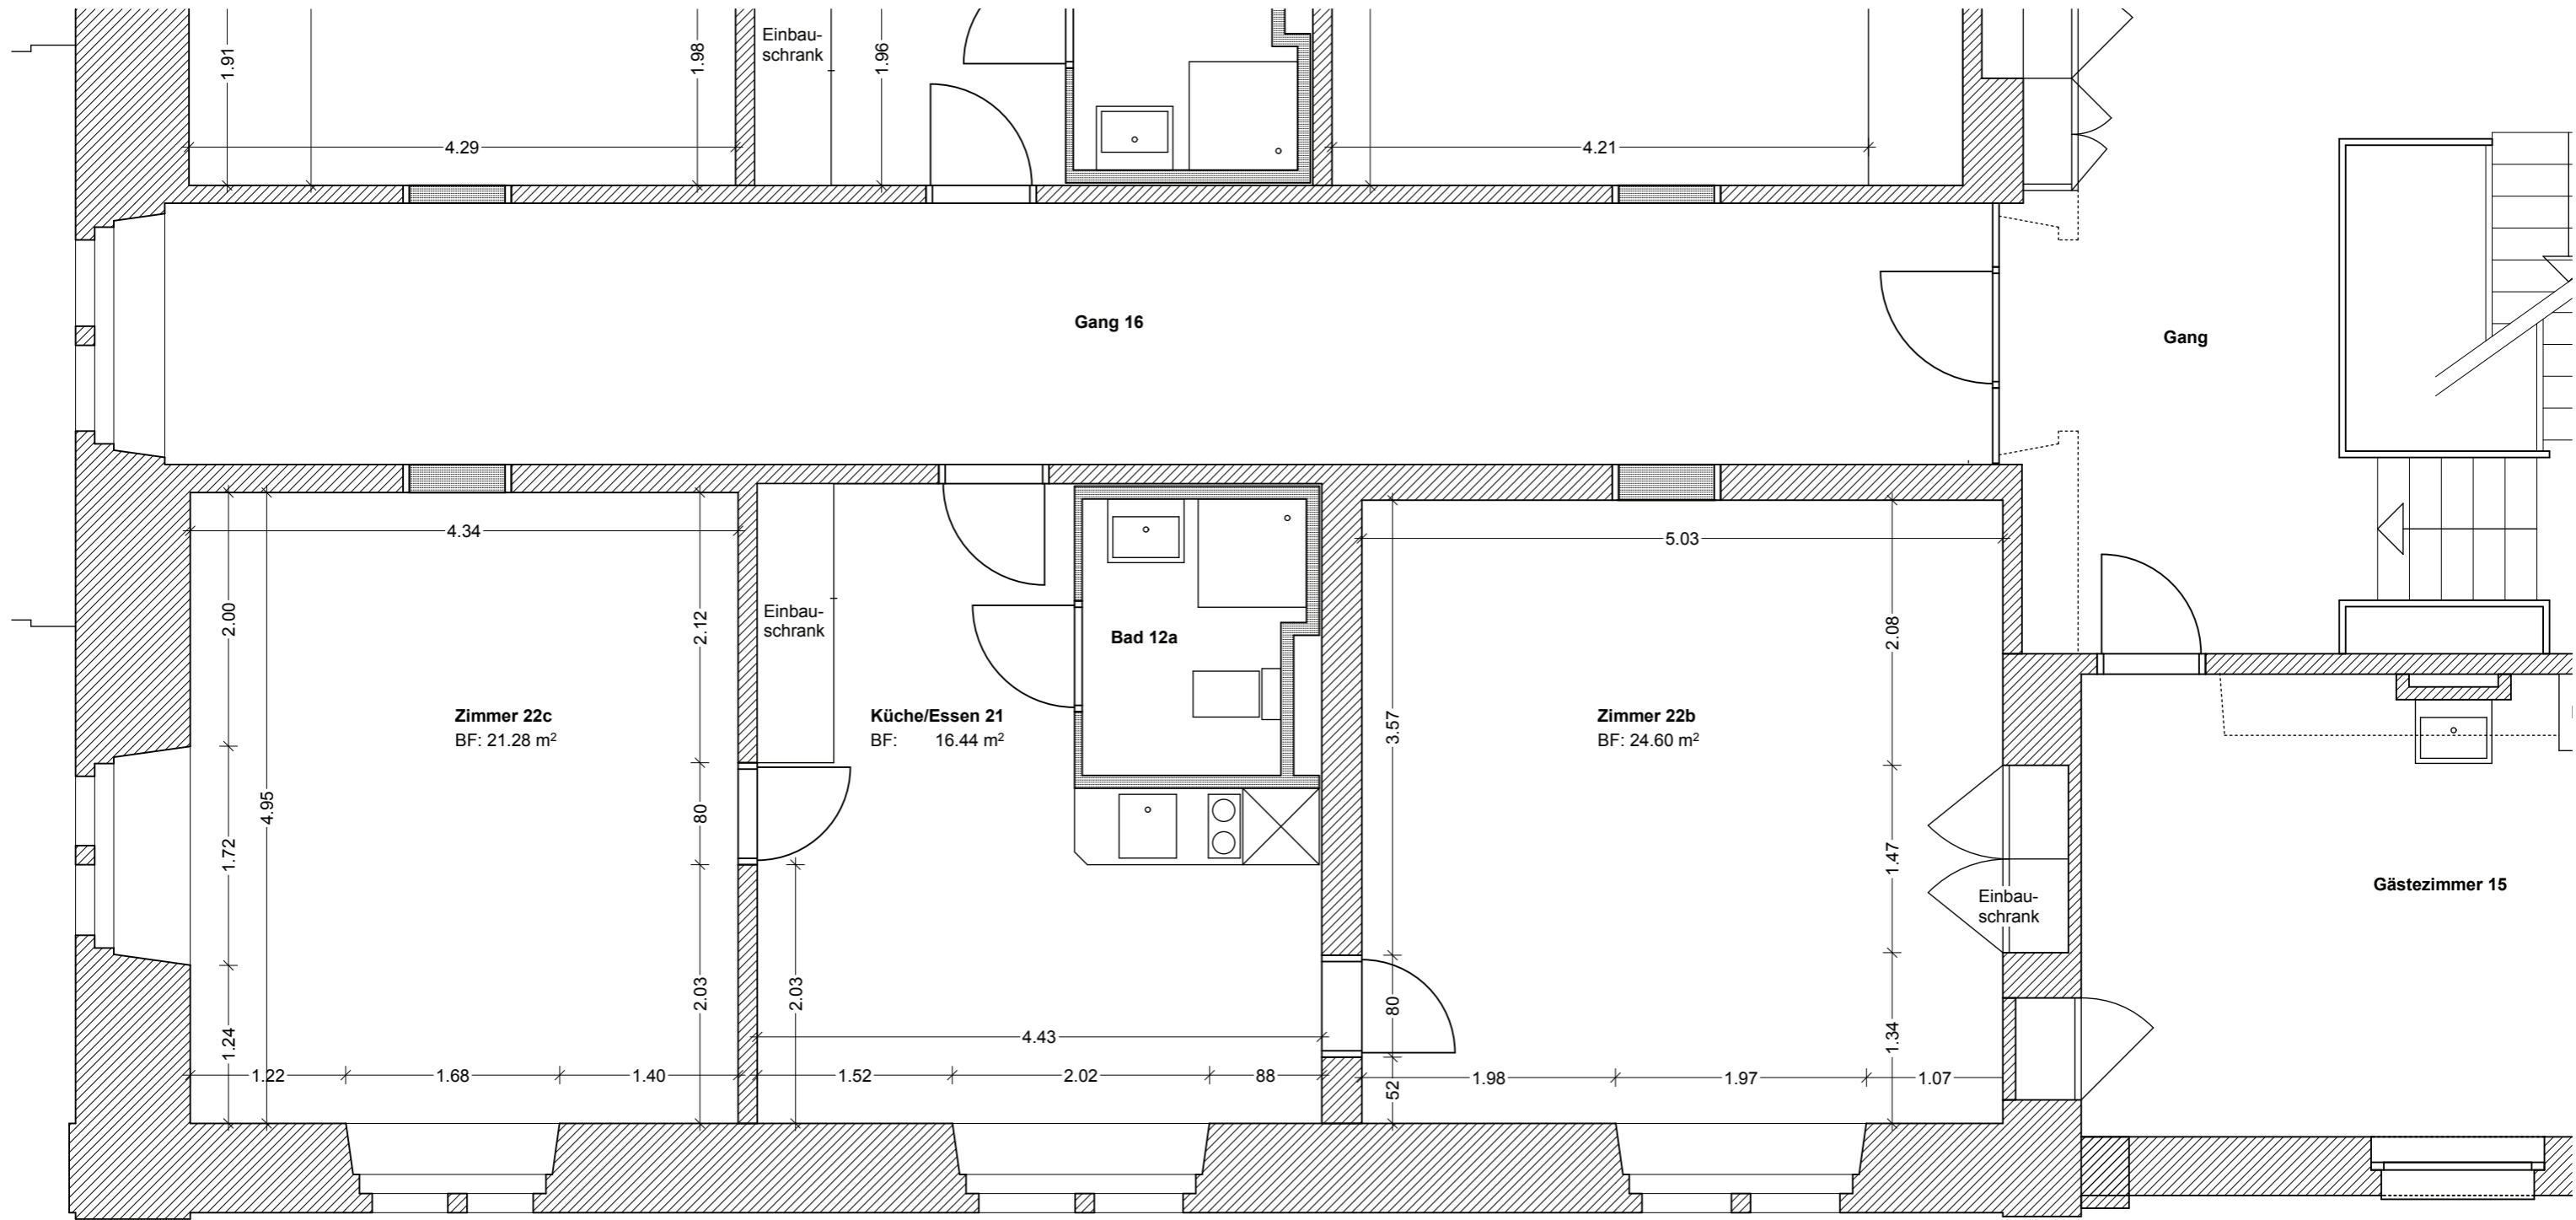 1.91
1.98
Einbau-
schrank
1.96
4.29
4.21
Gang 16
Gang
4.34
5.03
2.00
2.12
Einbau-
schrank
Bad 12a
2.08
Zimmer 22c
BF: 21.28 m²
Küche/Essen 21
BF: 16.44 m²
3.57
Zimmer 22b
BF: 24.60 m²
4.95
1.72
80
1.47
Einbau-
schrank
Gästezimmer 15
1.24
2.03
2.03
4.43
80
1.34
1.22
1.68
1.40
1.52
2.02
88
52
1.98
1.97
1.07